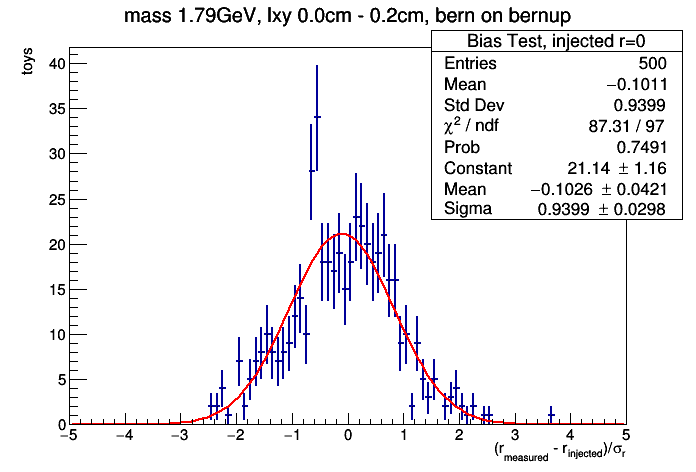 mass 1.79GeV, lxy 0.0cm - 0.2cm, bern on bernup
Bias Test, injected r=0
Entries 500
Mean −0.1011
Std Dev 0.9399
χ² / ndf 87.31 / 97
Prob 0.7491
Constant 21.14 ± 1.16
Mean −0.1026 ± 0.0421
Sigma 0.9399 ± 0.0298
toys
40
35
30
25
20
15
10
5
0
−5 −4 −3 −2 −1 0 1 2 3 4 5
(r_measured - r_injected)/σ_r